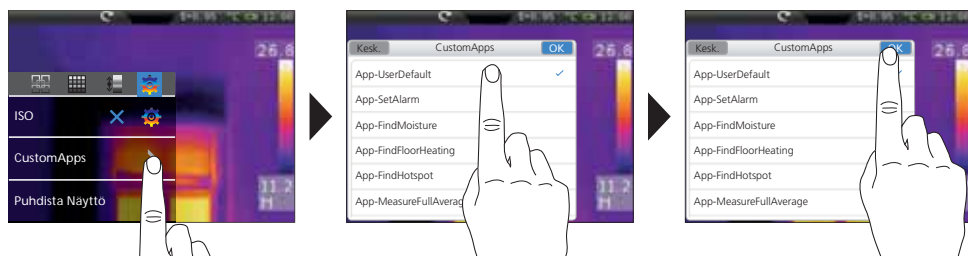 26.8
ISO
CustomApps
Puhdista Näyttö
11.2
M
Kesk. CustomApps OK
App-UserDefault
App-SetAlarm
App-FindMoisture
App-FindFloorHeating
App-FindHotspot
26.8
11.2
M
Kesk. CustomApps OK
App-UserDefault
App-SetAlarm
App-FindMoisture
App-FindFloorHeating
App-FindHotspot
App-MeasureFullAverage
26.8